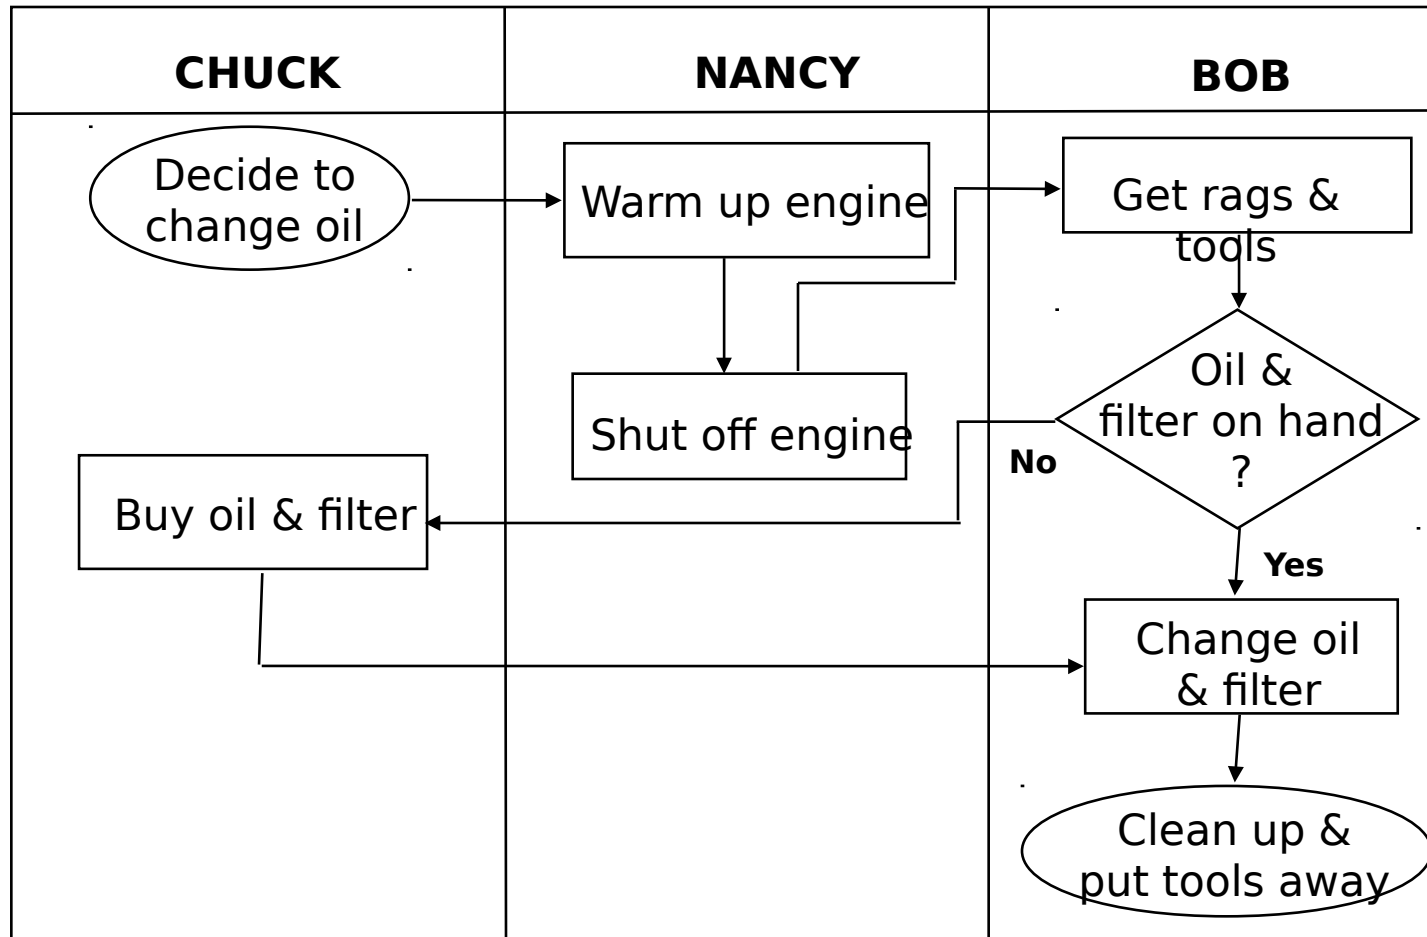 CHUCK
NANCY
BOB
Decide to
change oil
Warm up engine
Get rags &
tools
Oil &
filter on hand
?
Shut off engine
No
Buy oil & filter
Yes
Change oil
& filter
Clean up &
put tools away